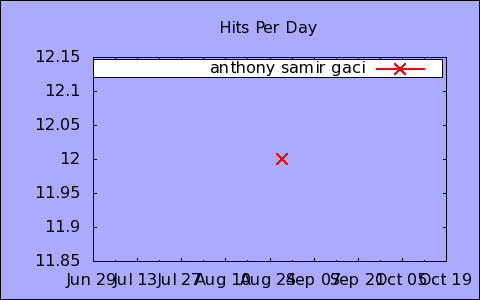 Hits Per Day
anthony samir gaci
12.15
12.1
12.05
12
11.95
11.9
11.85
Jun 29 Jul 13 Jul 27 Aug 10 Aug 24 Sep 07 Sep 21 Oct 05 Oct 19